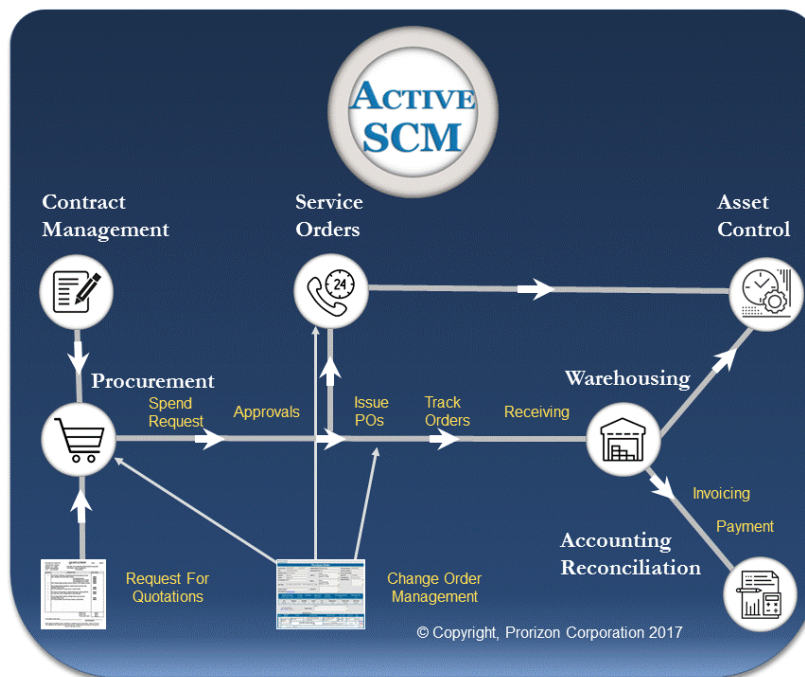 ACTIVE
SCM
Contract
Management
Service
Orders
Asset
Control
24
Procurement
Warehousing
Spend
Request
Approvals
Issue
POs
Track
Orders
Receiving
Invoicing
Payment
Accounting
Reconciliation
Request For
Quotations
Change Order
Management
© Copyright, Prorizon Corporation 2017